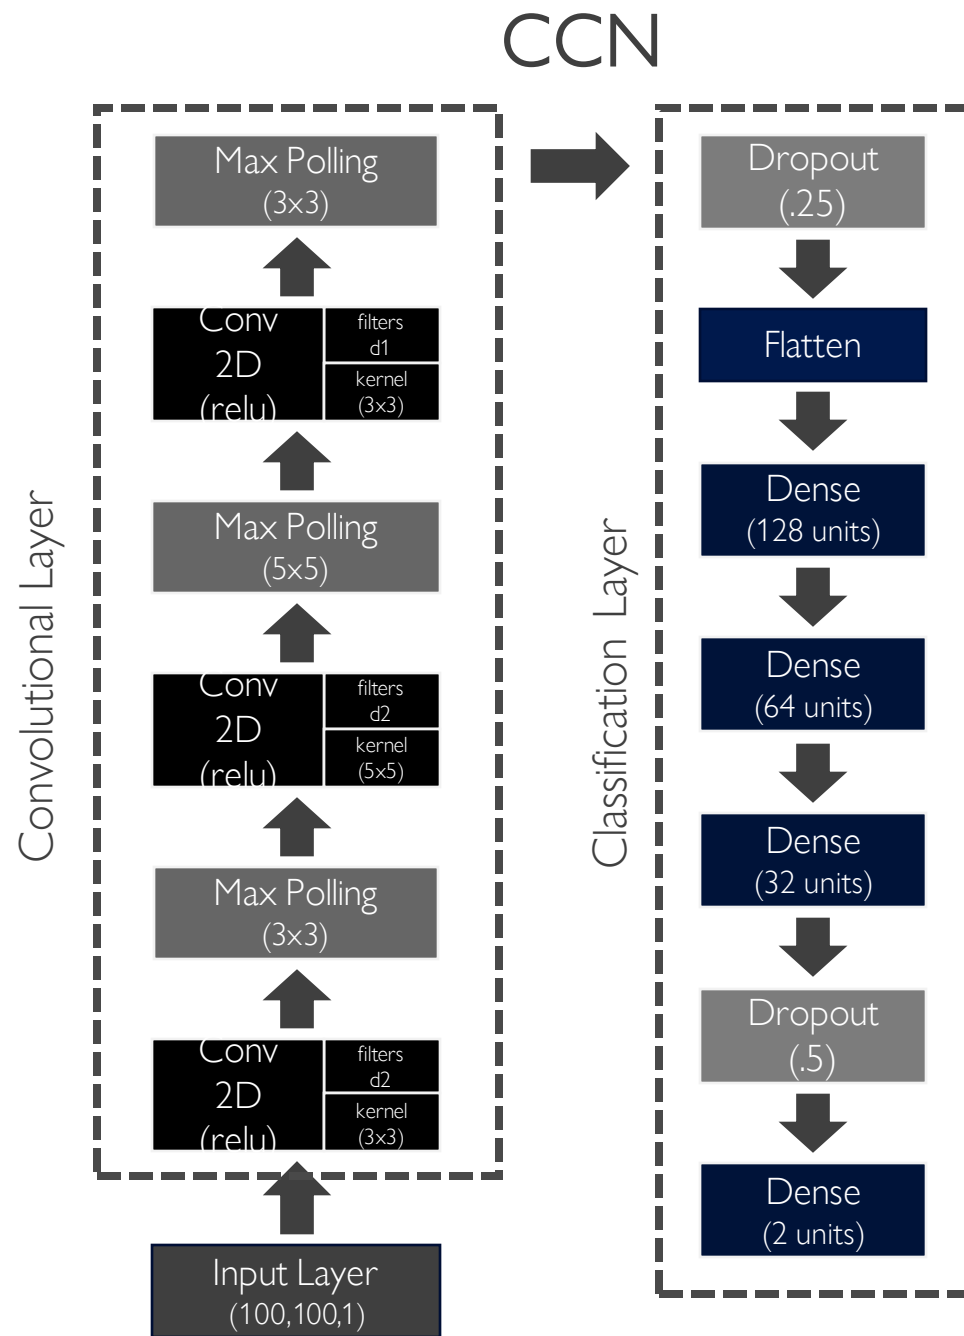 CCN
Convolutional Layer
Max Polling
(3x3)
Conv
2D
(relu)
filters
d1
kernel
(3x3)
Max Polling
(5x5)
Conv
2D
(relu)
filters
d2
kernel
(5x5)
Max Polling
(3x3)
Conv
2D
(relu)
filters
d2
kernel
(3x3)
Input Layer
(100,100,1)
Classification Layer
Dropout
(.25)
Flatten
Dense
(128 units)
Dense
(64 units)
Dense
(32 units)
Dropout
(.5)
Dense
(2 units)